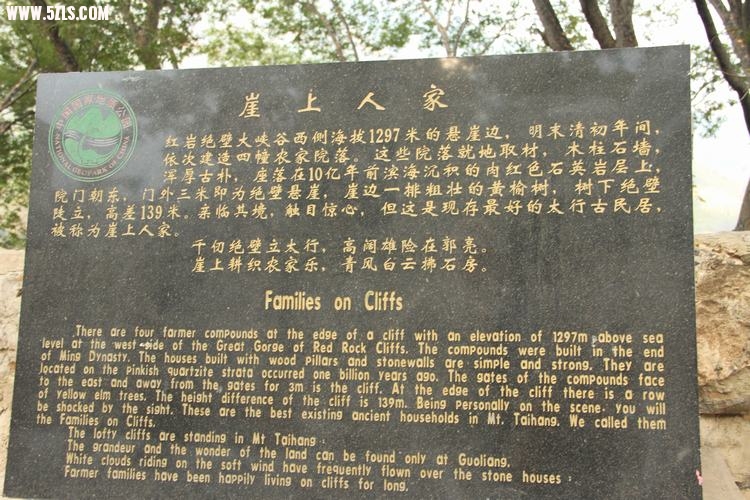 WWW.5ZLS.COM
中国国家地质公园
NATIONAL GEOPARK OF CHINA
崖上人家
红岩绝壁大峡谷西侧海拔1297米的悬崖边，明末清初年间，
依次建造四幢农家院落。这些院落就地取材，木柱石墙，
浑厚古朴，座落在10亿年前滨海沉积的肉红色石英岩层上，
院门朝东，门外三米即为绝壁悬崖，崖边一排粗壮的黄榆树，树下绝壁
陡立，高差139米。亲临其境，触目惊心，但这是现存最好的太行古民居，
被称为崖上人家。
千仞绝壁立太行，高阔雄险在郭亮。
崖上耕织农家乐，青风白云拂石房。
Families on Cliffs
There are four farmer compounds at the edge of a cliff with an elevation of 1297m above sea
level at the west side of the Great Gorge of Red Rock Cliffs. The compounds were built in the end
of Ming Dynasty. The houses built with wood Pillars and stonewalls are simple and strong. They are
located on the Pinkish quartzite strata occurred one billion years ago. The gates of the compounds face
to the east and away from the gates for 3m is the cliff. At the edge of the cliff there is a row
of yellow elm trees. The height difference of the cliff is 139m. Being Personally on the scene. you will
be shocked by the sight. These are the best existing ancient households in Mt. Taihang. We called them
the Families on Cliffs.
The lofty cliffs are standing in Mt Taihang :
The grandeur and the wonder of the land can be found only at Guoliang.
White clouds riding on the soft wind have frequently flown over the stone houses :
Farmer families have been happily living on cliffs for long.